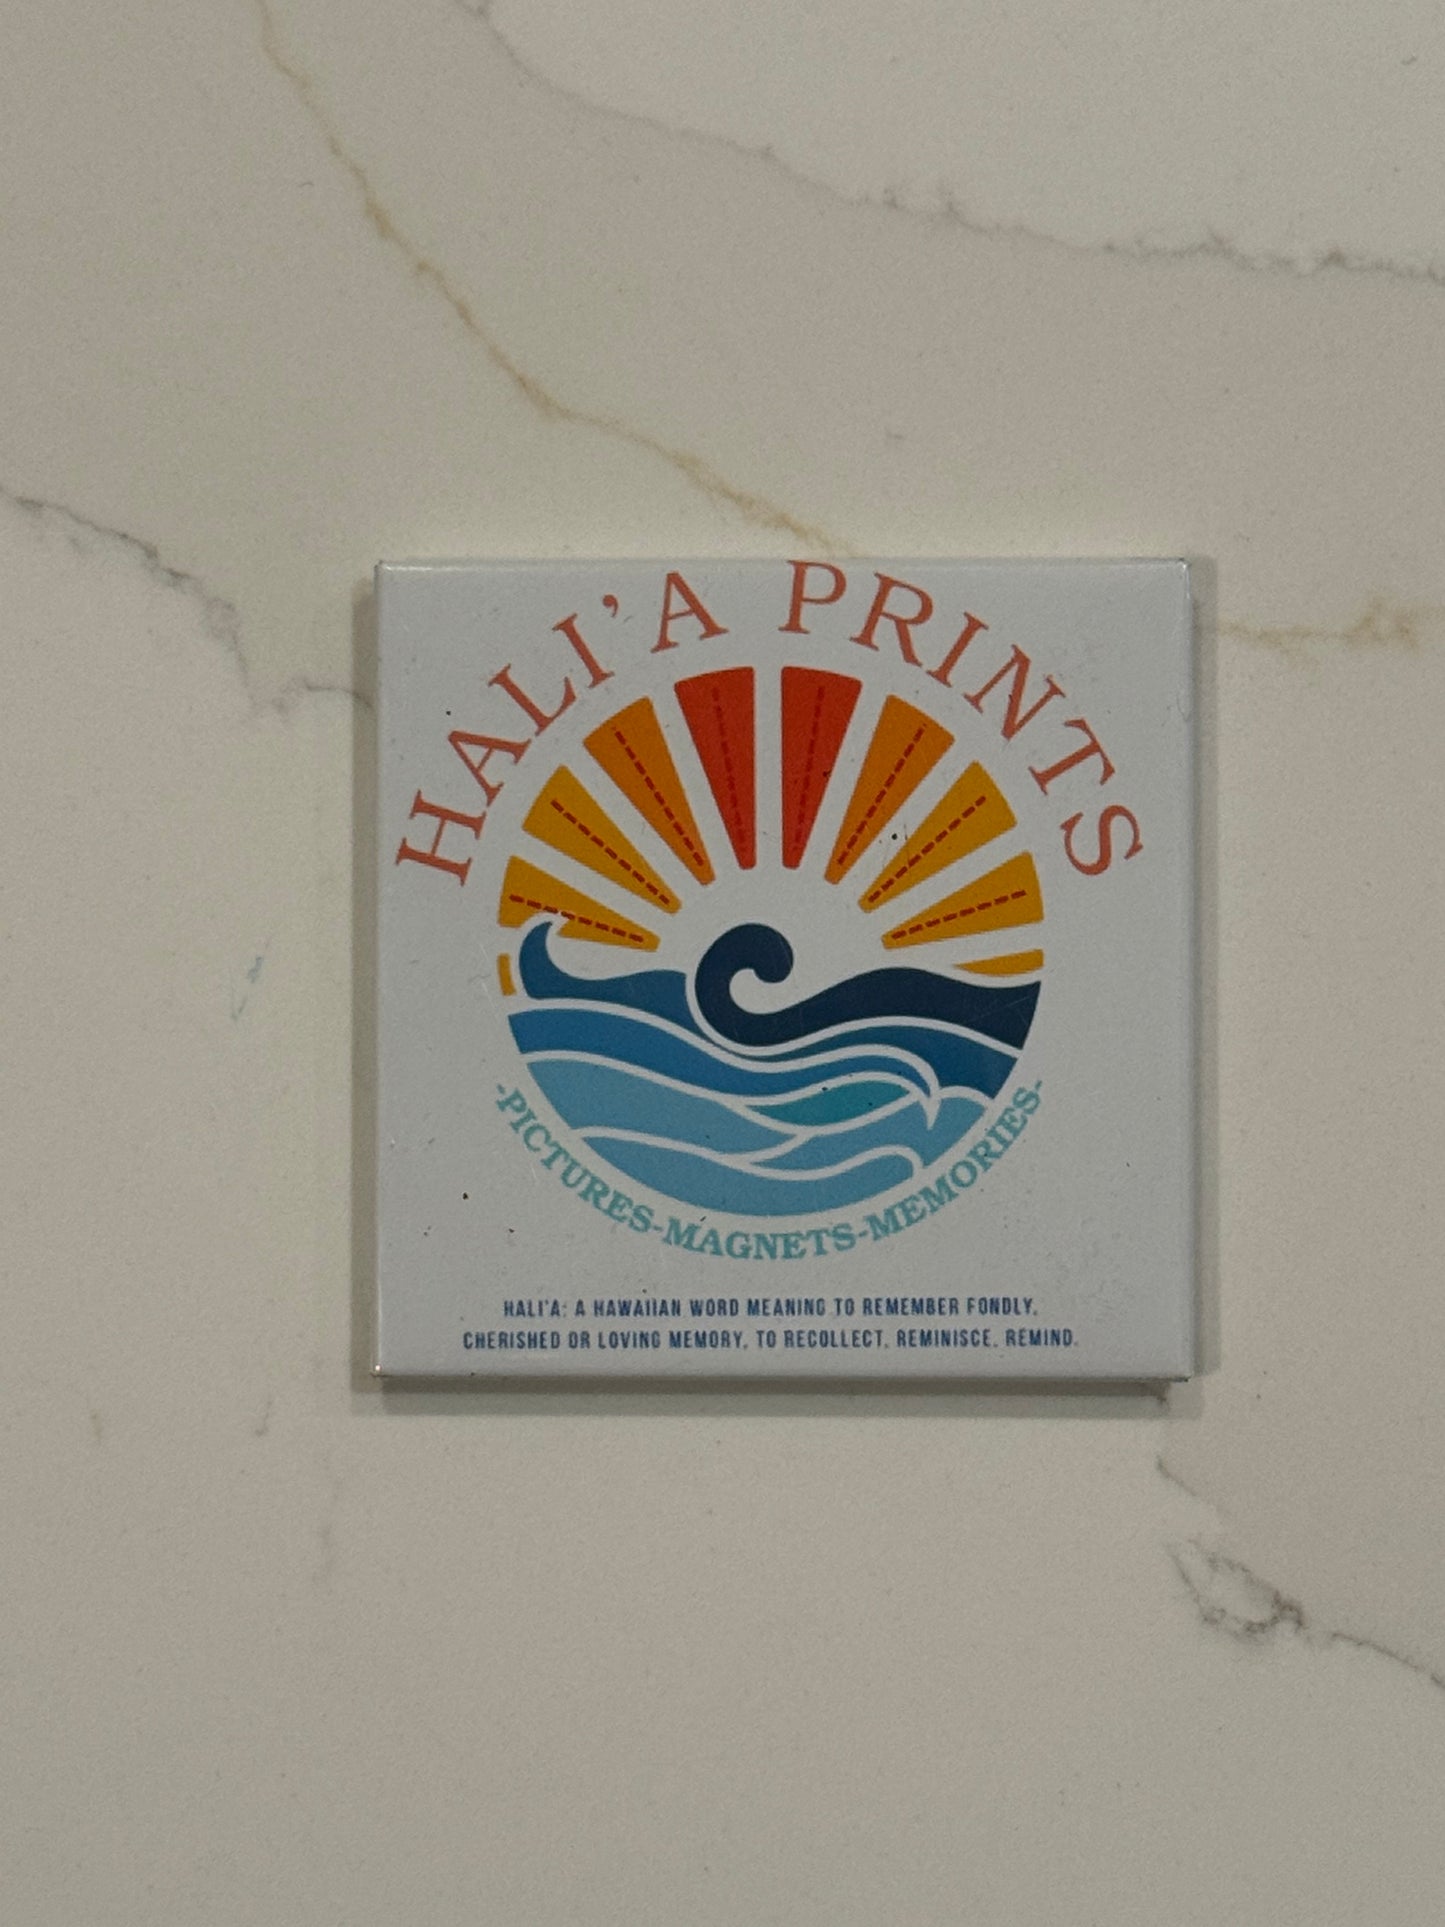 HALI'A PRINTS
-PICTURES-MAGNETS-MEMORIES-
HALI'A: A HAWAIIAN WORD MEANING TO REMEMBER FONDLY,
CHERISHED OR LOVING MEMORY, TO RECOLLECT, REMINISCE, REMIND.